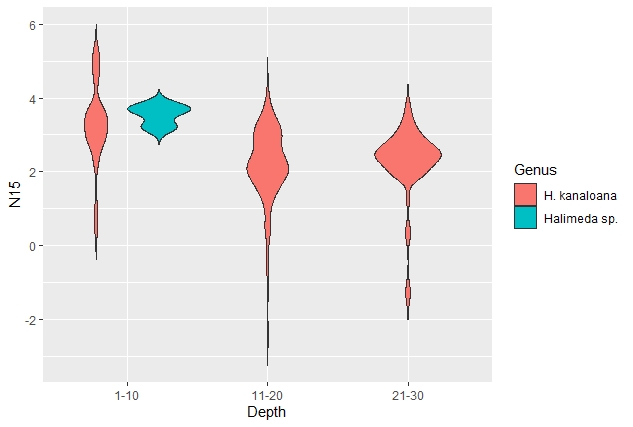 6
4
2
0
-2
N15
1-10
11-20
21-30
Depth
Genus
H. kanaloana
Halimeda sp.